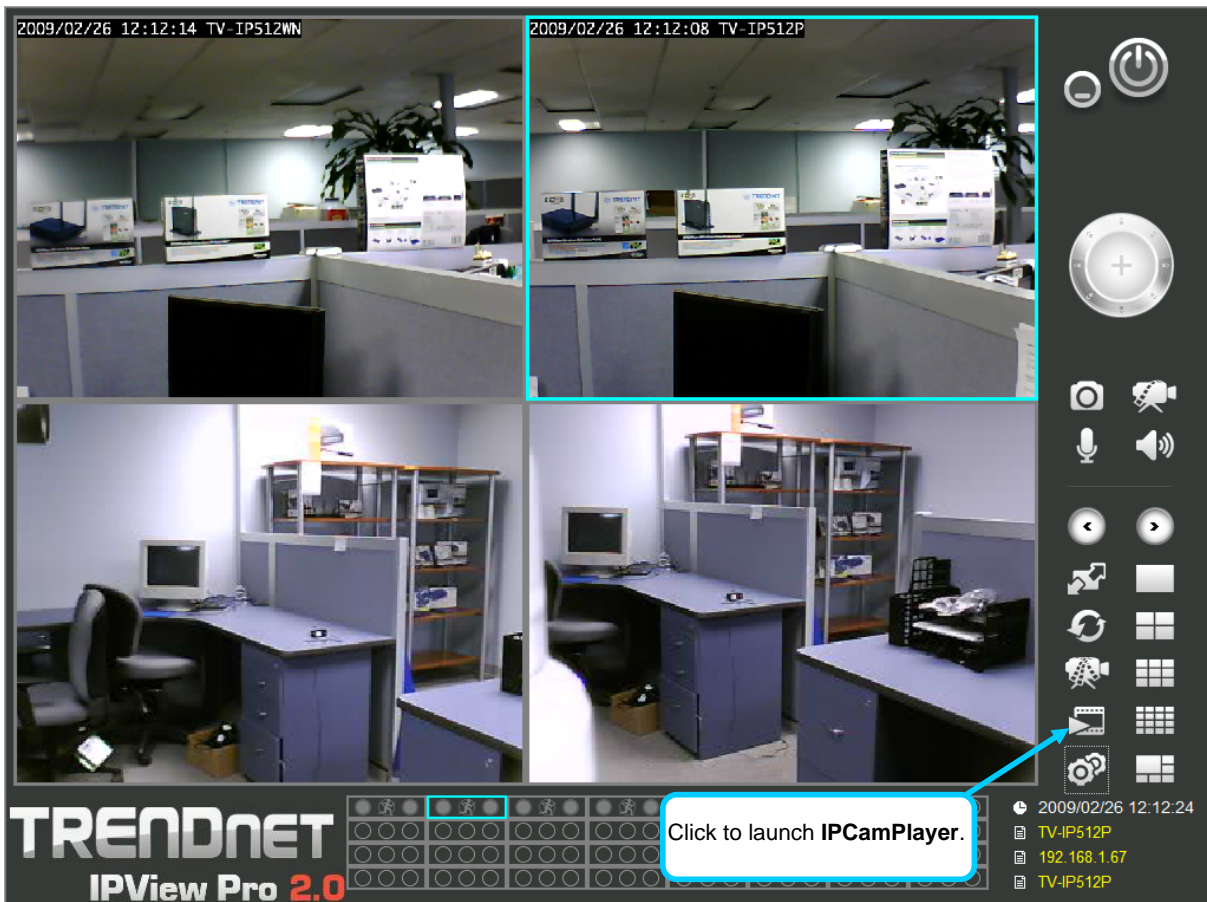 2009/02/26 12:12:14 TV-IP512WN
2009/02/26 12:12:08 TV-IP512P
TRENDNET
TRENDNET
Click to launch IPCamPlayer.
2009/02/26 12:12:24
TV-IP512P
192.168.1.67
TV-IP512P
TRENDNET
IPView Pro 2.0